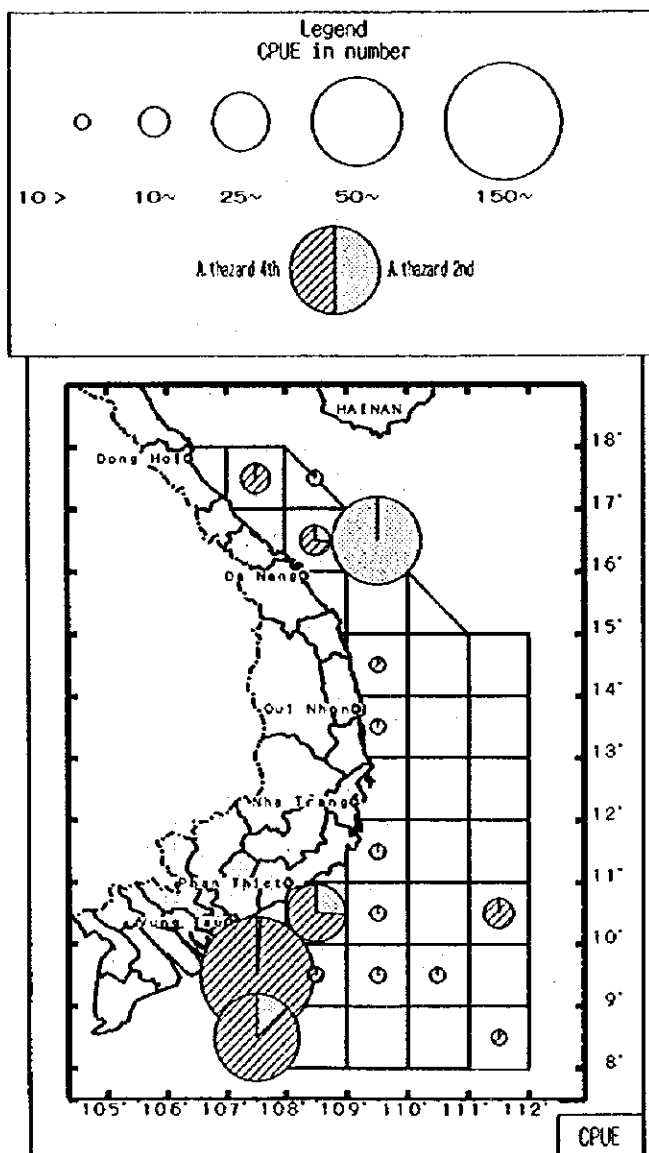 Legend
CPUE in number
10 > 10~ 25~ 50~ 150~
A. thazard 4th A. thazard 2nd
HAINAN
18°
Dong Hoi
17°
16°
Da Nang
15°
14°
Qui Nhon
13°
Nha Trang
12°
Phan Thiet
11°
Vung Tau
10°
9°
8°
105° 106° 107° 108° 109° 110° 111° 112°
CPUE